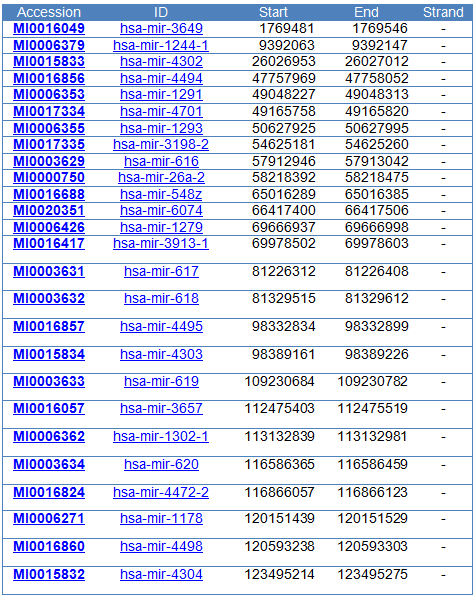 Accession ID Start End Strand
MI0016049 hsa-mir-3649 1769481 1769546 -
MI0006379 hsa-mir-1244-1 9392063 9392147 -
MI0015833 hsa-mir-4302 26026953 26027012 -
MI0016856 hsa-mir-4494 47757969 47758052 -
MI0006353 hsa-mir-1291 49048227 49048313 -
MI0017334 hsa-mir-4701 49165758 49165820 -
MI0006355 hsa-mir-1293 50627925 50627995 -
MI0017335 hsa-mir-3198-2 54625181 54625260 -
MI0003629 hsa-mir-616 57912946 57913042 -
MI0000750 hsa-mir-26a-2 58218392 58218475 -
MI0016688 hsa-mir-548z 65016289 65016385 -
MI0020351 hsa-mir-6074 66417400 66417506 -
MI0006426 hsa-mir-1279 69666937 69666998 -
MI0016417 hsa-mir-3913-1 69978502 69978603 -
MI0003631 hsa-mir-617 81226312 81226408 -
MI0003632 hsa-mir-618 81329515 81329612 -
MI0016857 hsa-mir-4495 98332834 98332899 -
MI0015834 hsa-mir-4303 98389161 98389226 -
MI0003633 hsa-mir-619 109230684 109230782 -
MI0016057 hsa-mir-3657 112475403 112475519 -
MI0006362 hsa-mir-1302-1 113132839 113132981 -
MI0003634 hsa-mir-620 116586365 116586459 -
MI0016824 hsa-mir-4472-2 116866057 116866123 -
MI0006271 hsa-mir-1178 120151439 120151529 -
MI0016860 hsa-mir-4498 120593238 120593303 -
MI0015832 hsa-mir-4304 123495214 123495275 -